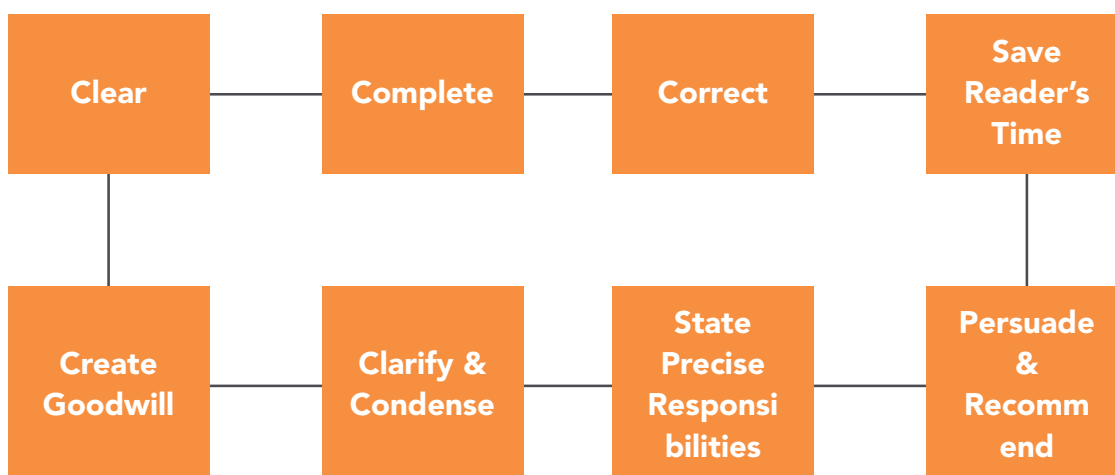 Clear
Complete
Correct
Save
Reader's
Time
Create
Goodwill
Clarify &
Condense
State
Precise
Responsi
bilities
Persuade
&
Recomm
end